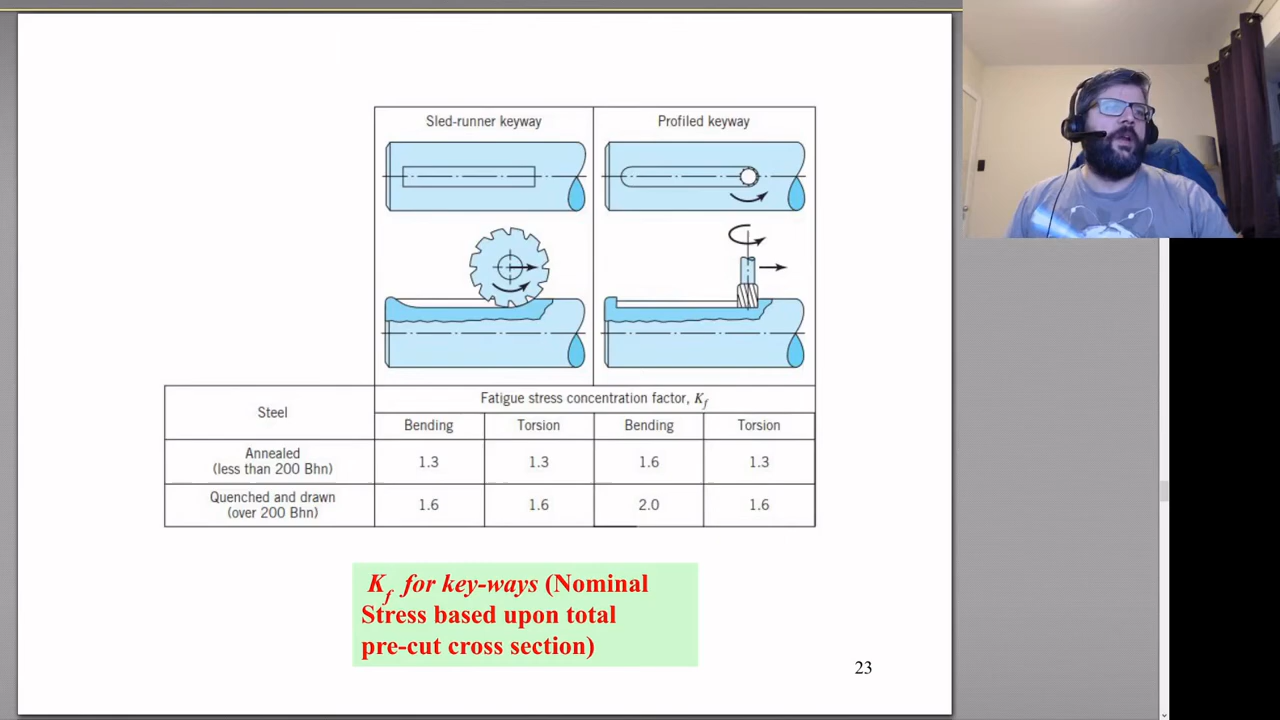 Sled-runner keyway
Profiled keyway
Steel
Fatigue stress concentration factor, Kf
Bending
Torsion
Bending
Torsion
Annealed
(less than 200 Bhn)
1.3
1.3
1.6
1.3
Quenched and drawn
(over 200 Bhn)
1.6
1.6
2.0
1.6
Kf for key-ways (Nominal
Stress based upon total
pre-cut cross section)
23